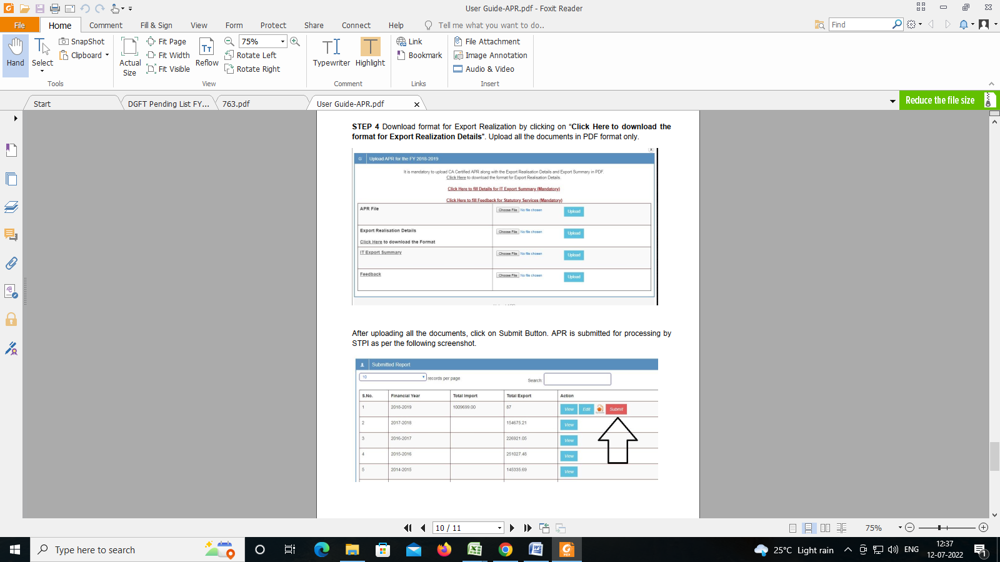 User Guide-APR.pdf - Foxit Reader
File Home Comment Fill & Sign View Form Protect Share Connect Help Tell me what you want to do.. Find
Hand
Select
SnapShot
Clipboard
Tools
Actual
Size
Fit Page
Fit Width
Fit Visible
Reflow
75%
Rotate Left
Rotate Right
View
Typewriter
Highlight
Comment
Link
Bookmark
Links
File Attachment
Image Annotation
Audio & Video
Insert
Start DGFT Pending List FY... 763.pdf User Guide-APR.pdf Reduce the file size
STEP 4 Download format for Export Realization by clicking on “Click Here to download the
format for Export Realization Details”. Upload all the documents in PDF format only.
Upload APR for the FY 2018-2019
It is mandatory to upload CA Certified APR along with the Export Realisation Details and Export Summary in PDF.
Click Here to download the format for Export Realisation Details.
Click Here to fill Details for IT Export Summary (Mandatory)
Click Here to fill Feedback for Statutory Services (Mandatory)
APR File Choose File No file chosen Upload
Export Realisation Details Choose File No file chosen Upload
Click Here to download the Format
IT Export Summary Choose File No file chosen Upload
Feedback Choose File No file chosen Upload
After uploading all the documents, click on Submit Button. APR is submitted for processing by
STPI as per the following screenshot.
Submitted Report
10 records per page Search:
S.No. Financial Year Total Import Total Export Action
1 2018-2019 1009699.00 87 View Edit Submit
2 2017-2018 154675.21 View
3 2016-2017 226921.05 View
4 2015-2016 251027.48 View
5 2014-2015 145335.69 View
10 / 11 75%
Type here to search
25°C Light rain ENG
12:37
12-07-2022
1